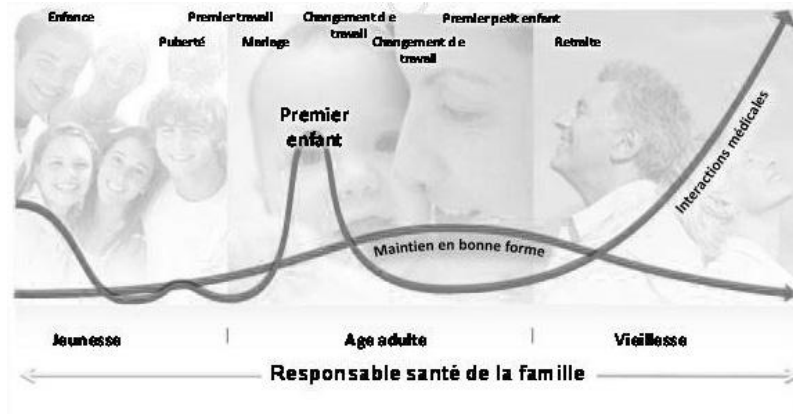 Enfance
Premier travail
Changement de
travail
Premier petit enfant
Puberté
Mariage
Changement de
travail
Retraite
Premier
enfant
Interactions médicales
Maintien en bonne forme
Jeunesse
Age adulte
Vieillesse
Responsable santé de la famille